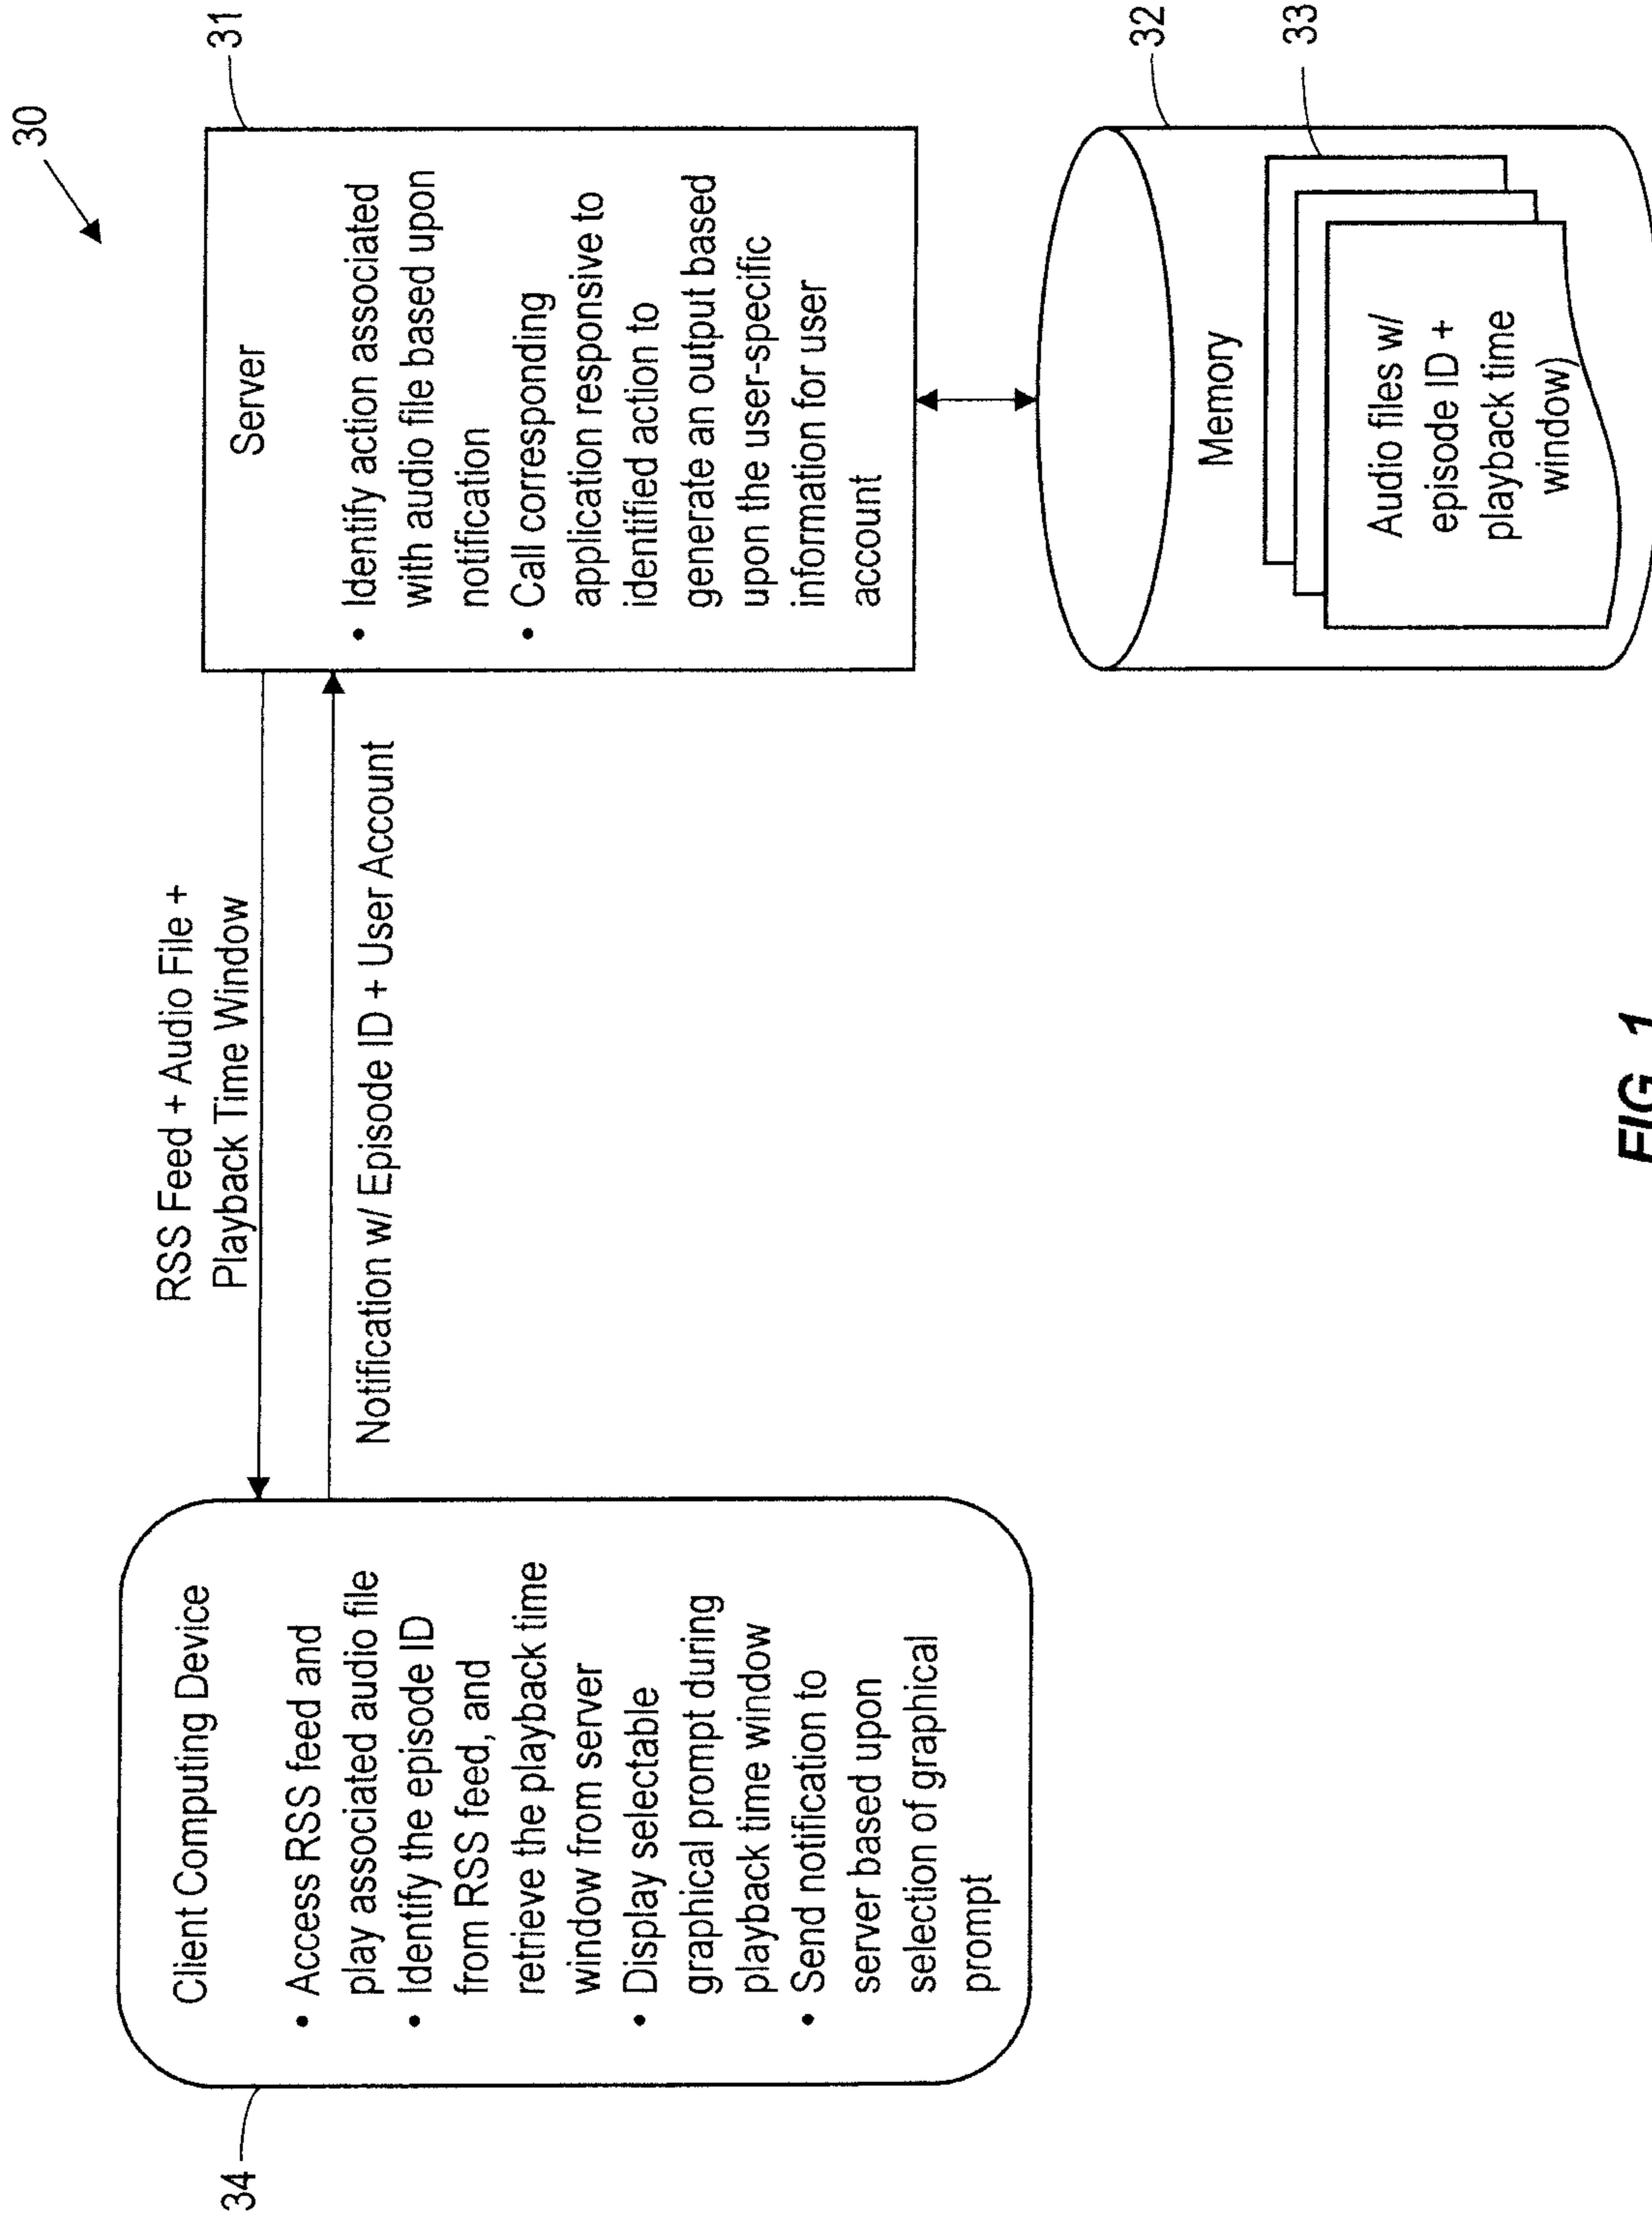 30
Client Computing Device
• Access RSS feed and
play associated audio file
• Identify the episode ID
from RSS feed, and
retrieve the playback time
window from server
• Display selectable
graphical prompt during
playback time window
• Send notification to
server based upon
selection of graphical
prompt
34
RSS Feed + Audio File +
Playback Time Window
Notification w/ Episode ID + User Account
Server
• Identify action associated
with audio file based upon
notification
• Call corresponding
application responsive to
identified action to
generate an output based
upon the user-specific
information for user
account
31
Memory
Audio files w/
episode ID +
playback time
window)
32
33
FIG. 1